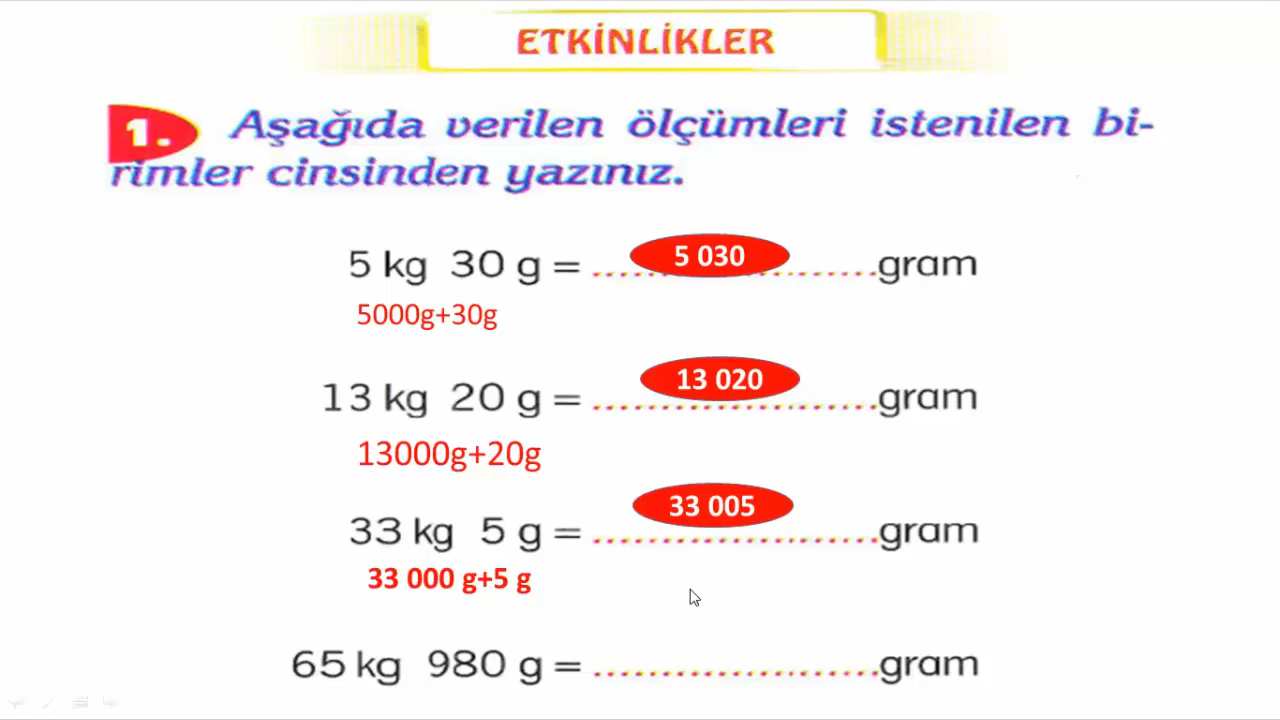 ETKİNLİKLER
1. Aşağıda verilen ölçümleri istenilen bi-
rimler cinsinden yazınız.
5 kg 30 g = .....5 030.....gram
5000g+30g
13 kg 20 g = .....13 020.....gram
13000g+20g
33 kg 5 g = .....33 005.....gram
33 000 g+5 g
65 kg 980 g = ....................gram